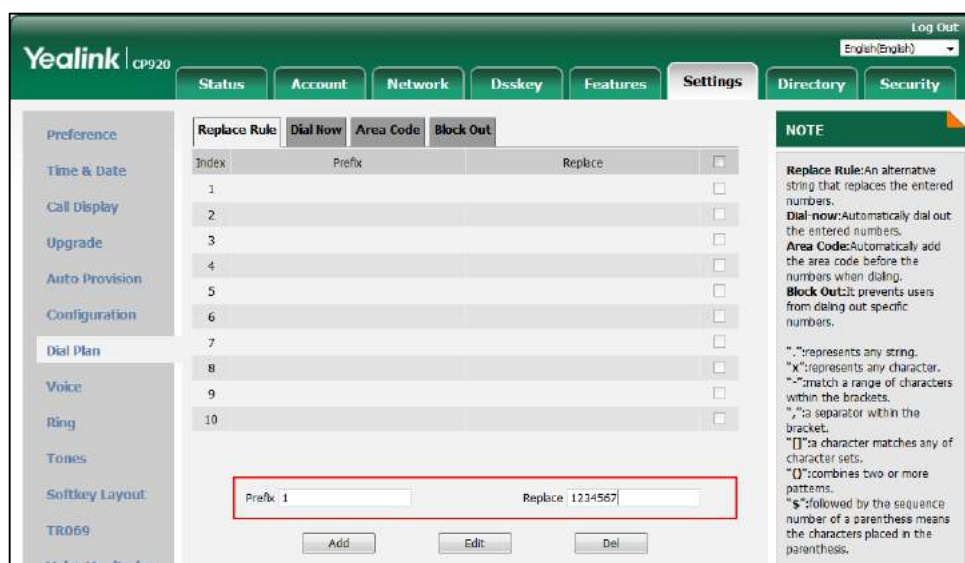 Log Out
English(English)
Yealink CP920
Status Account Network Dsskey Features Settings Directory Security
Preference
Time & Date
Call Display
Upgrade
Auto Provision
Configuration
Dial Plan
Voice
Ring
Tones
Softkey Layout
TR069
Replace Rule Dial Now Area Code Block Out
Index Prefix Replace
1
2
3
4
5
6
7
8
9
10
Prefix 1 Replace 1234567
Add Edit Del
NOTE
Replace Rule:An alternative
string that replaces the entered
numbers.
Dial-now:Automatically dial out
the entered numbers.
Area Code:Automatically add
the area code before the
numbers when dialing.
Block Out:It prevents users
from dialing out specific
numbers.
".":represents any string.
"x":represents any character.
"-":match a range of characters
within the brackets.
",":a separator within the
bracket.
"[]":a character matches any of
character sets.
"()":combines two or more
patterns.
"$":followed by the sequence
number of a parenthesis means
the characters placed in the
parenthesis.